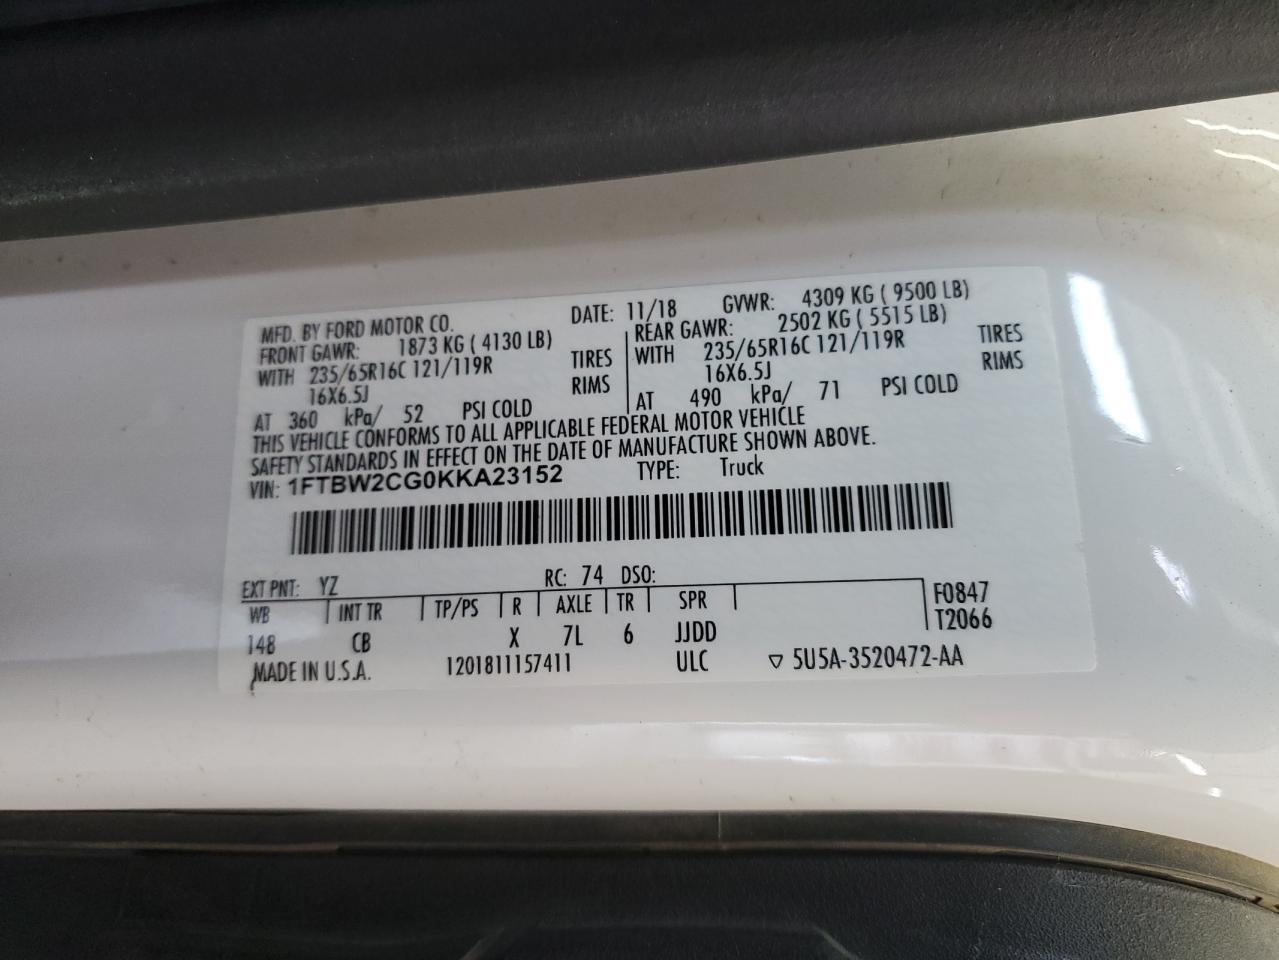 MFD. BY FORD MOTOR CO. DATE: 11/18 GVWR: 4309 KG ( 9500 LB)
FRONT GAWR: 1873 KG ( 4130 LB) REAR GAWR: 2502 KG ( 5515 LB)
WITH 235/65R16C 121/119R TIRES WITH 235/65R16C 121/119R TIRES
16X6.5J RIMS 16X6.5J RIMS
AT 360 kPa/ 52 PSI COLD AT 490 kPa/ 71 PSI COLD
THIS VEHICLE CONFORMS TO ALL APPLICABLE FEDERAL MOTOR VEHICLE
SAFETY STANDARDS IN EFFECT ON THE DATE OF MANUFACTURE SHOWN ABOVE.
VIN: 1FTBW2CG0KKA23152 TYPE: Truck
EXT PNT: YZ RC: 74 DSO:
WB INT TR TP/PS R AXLE TR SPR F0847
T2066
148 CB X 7L 6 JJDD
MADE IN U.S.A. 1201811157411 ULC ▽ 5U5A-3520472-AA